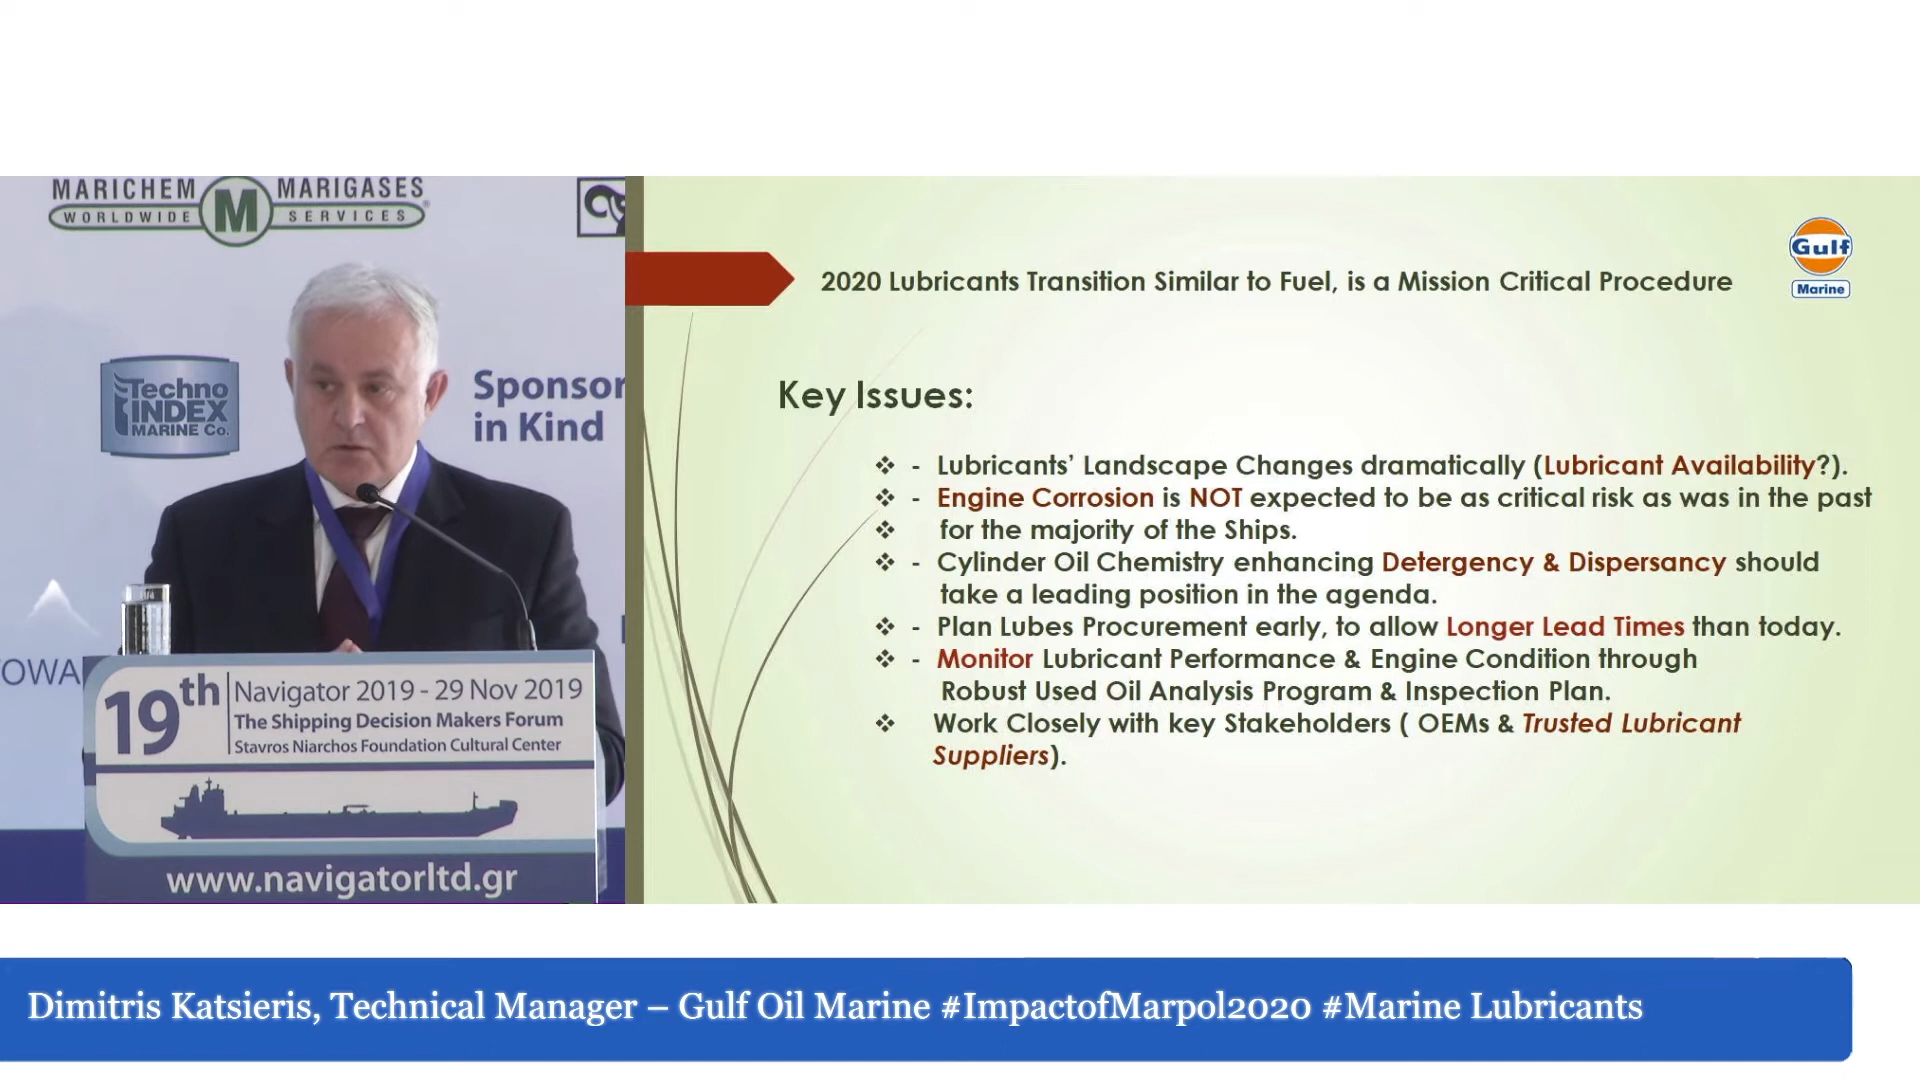 MARICHEM M MARIGASES
WORLDWIDE SERVICES
Techno
INDEX
MARINE Co.
Sponsor
in Kind
TOWA
19th
Navigator 2019 - 29 Nov 2019
The Shipping Decision Makers Forum
Stavros Niarchos Foundation Cultural Center
www.navigatorltd.gr
2020 Lubricants Transition Similar to Fuel, is a Mission Critical Procedure
Gulf
Marine
Key Issues:
❖ - Lubricants’ Landscape Changes dramatically (Lubricant Availability?).
❖ - Engine Corrosion is NOT expected to be as critical risk as was in the past
❖ for the majority of the Ships.
❖ - Cylinder Oil Chemistry enhancing Detergency & Dispersancy should
take a leading position in the agenda.
❖ - Plan Lubes Procurement early, to allow Longer Lead Times than today.
❖ - Monitor Lubricant Performance & Engine Condition through
Robust Used Oil Analysis Program & Inspection Plan.
❖ Work Closely with key Stakeholders ( OEMs & Trusted Lubricant
Suppliers).
Dimitris Katsieris, Technical Manager – Gulf Oil Marine #ImpactofMarpol2020 #Marine Lubricants